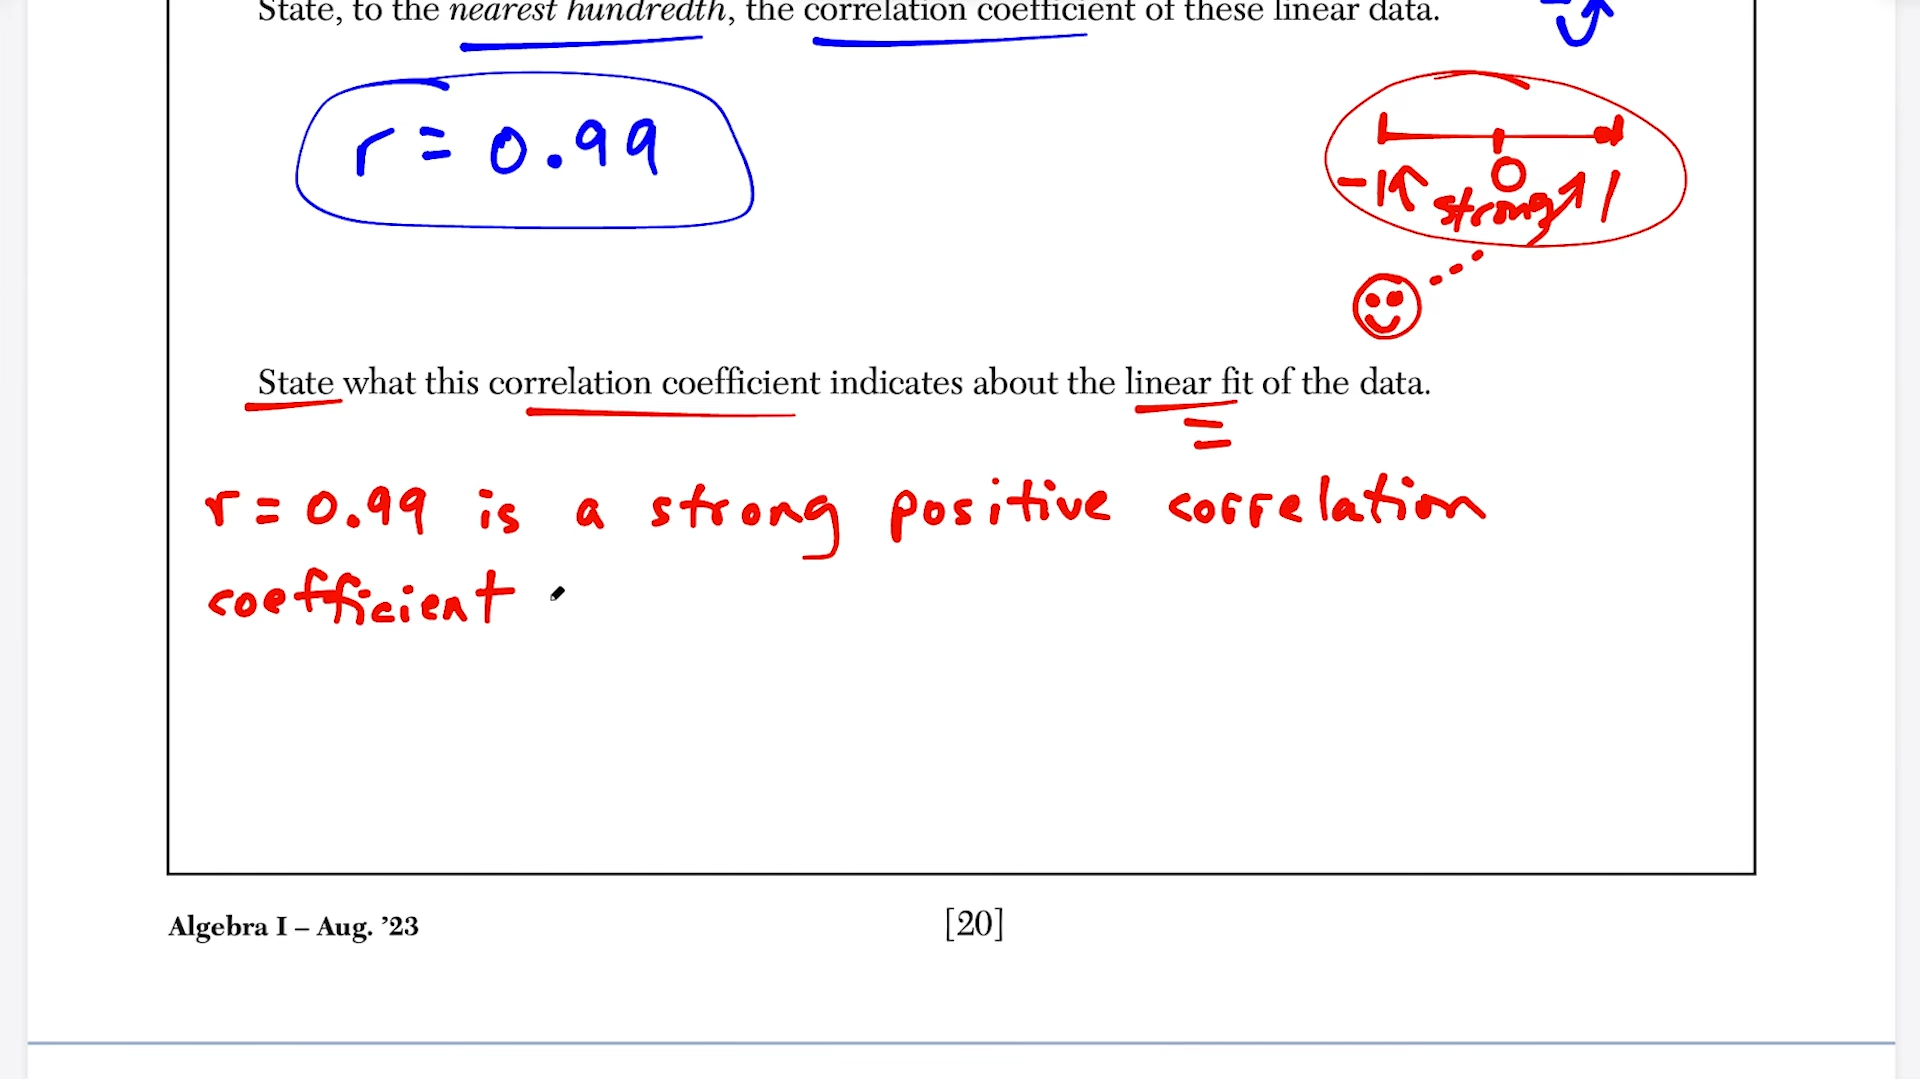 State, to the nearest hundredth, the correlation coefficient of these linear data.
r = 0.99
0
-1 strong 1
State what this correlation coefficient indicates about the linear fit of the data.
r = 0.99 is a strong positive correlation
coefficient
Algebra I – Aug. ’23
[20]